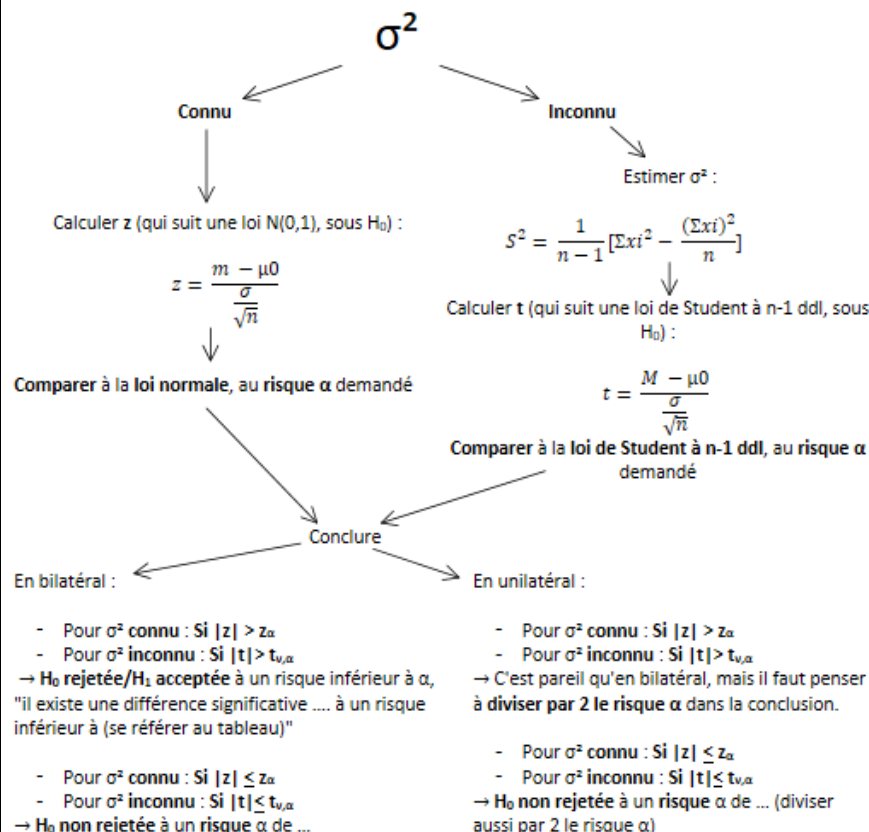 σ²
Connu
Inconnu
Estimer σ² :
Calculer z (qui suit une loi N(0,1), sous H₀) :
S² = 1/(n − 1) [Σxi² − (Σxi)²/n]
z = (m − µ0)/(σ/√n)
Calculer t (qui suit une loi de Student à n-1 ddl, sous
H₀) :
Comparer à la loi normale, au risque α demandé
t = (M − µ0)/(σ/√n)
Comparer à la loi de Student à n-1 ddl, au risque α
demandé
Conclure
En bilatéral :
- Pour σ² connu : Si |z| > zα
- Pour σ² inconnu : Si |t|> tν,α
→ H₀ rejetée/H₁ acceptée à un risque inférieur à α,
"il existe une différence significative .... à un risque
inférieur à (se référer au tableau)"
- Pour σ² connu : Si |z| ≤ zα
- Pour σ² inconnu : Si |t|≤ tν,α
→ H₀ non rejetée à un risque α de ...
En unilatéral :
- Pour σ² connu : Si |z| > zα
- Pour σ² inconnu : Si |t|> tν,α
→ C'est pareil qu'en bilatéral, mais il faut penser
à diviser par 2 le risque α dans la conclusion.
- Pour σ² connu : Si |z| ≤ zα
- Pour σ² inconnu : Si |t|≤ tν,α
→ H₀ non rejetée à un risque α de ... (diviser
aussi par 2 le risque α)